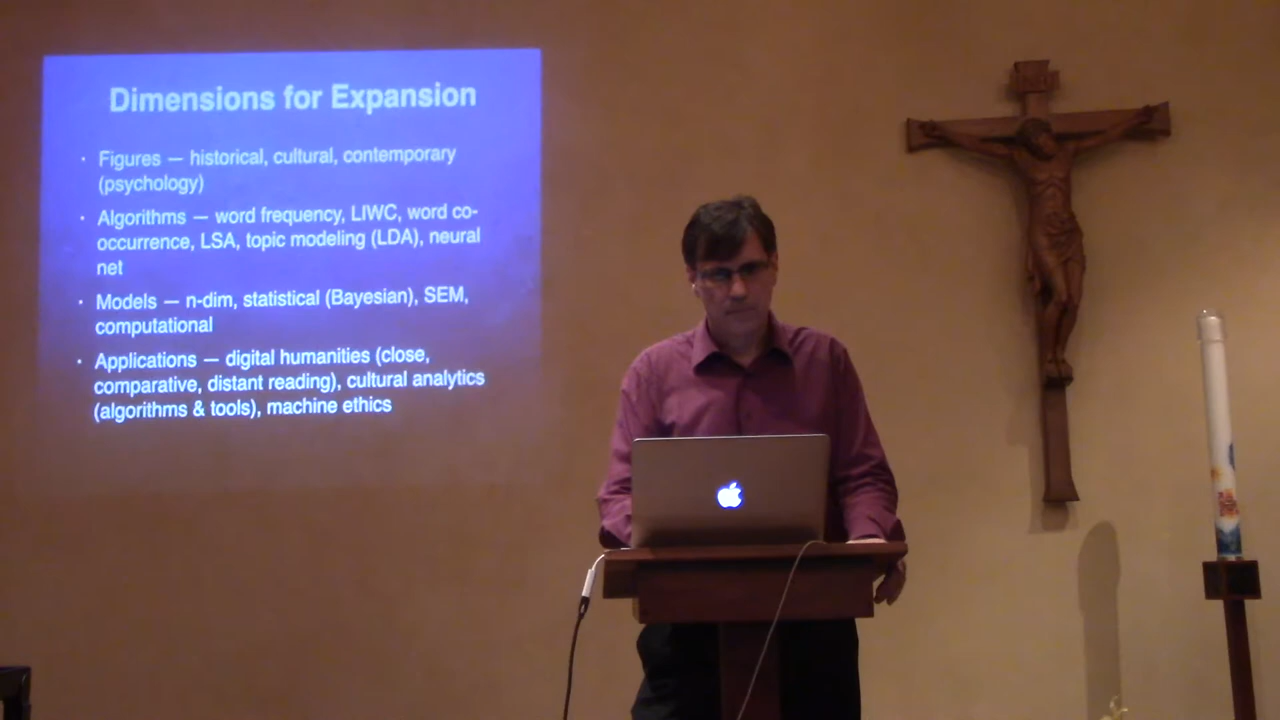 Dimensions for Expansion
· Figures — historical, cultural, contemporary
(psychology)
· Algorithms — word frequency, LIWC, word co-
occurrence, LSA, topic modeling (LDA), neural
net
· Models — n-dim, statistical (Bayesian), SEM,
computational
· Applications — digital humanities (close,
comparative, distant reading), cultural analytics
(algorithms & tools), machine ethics